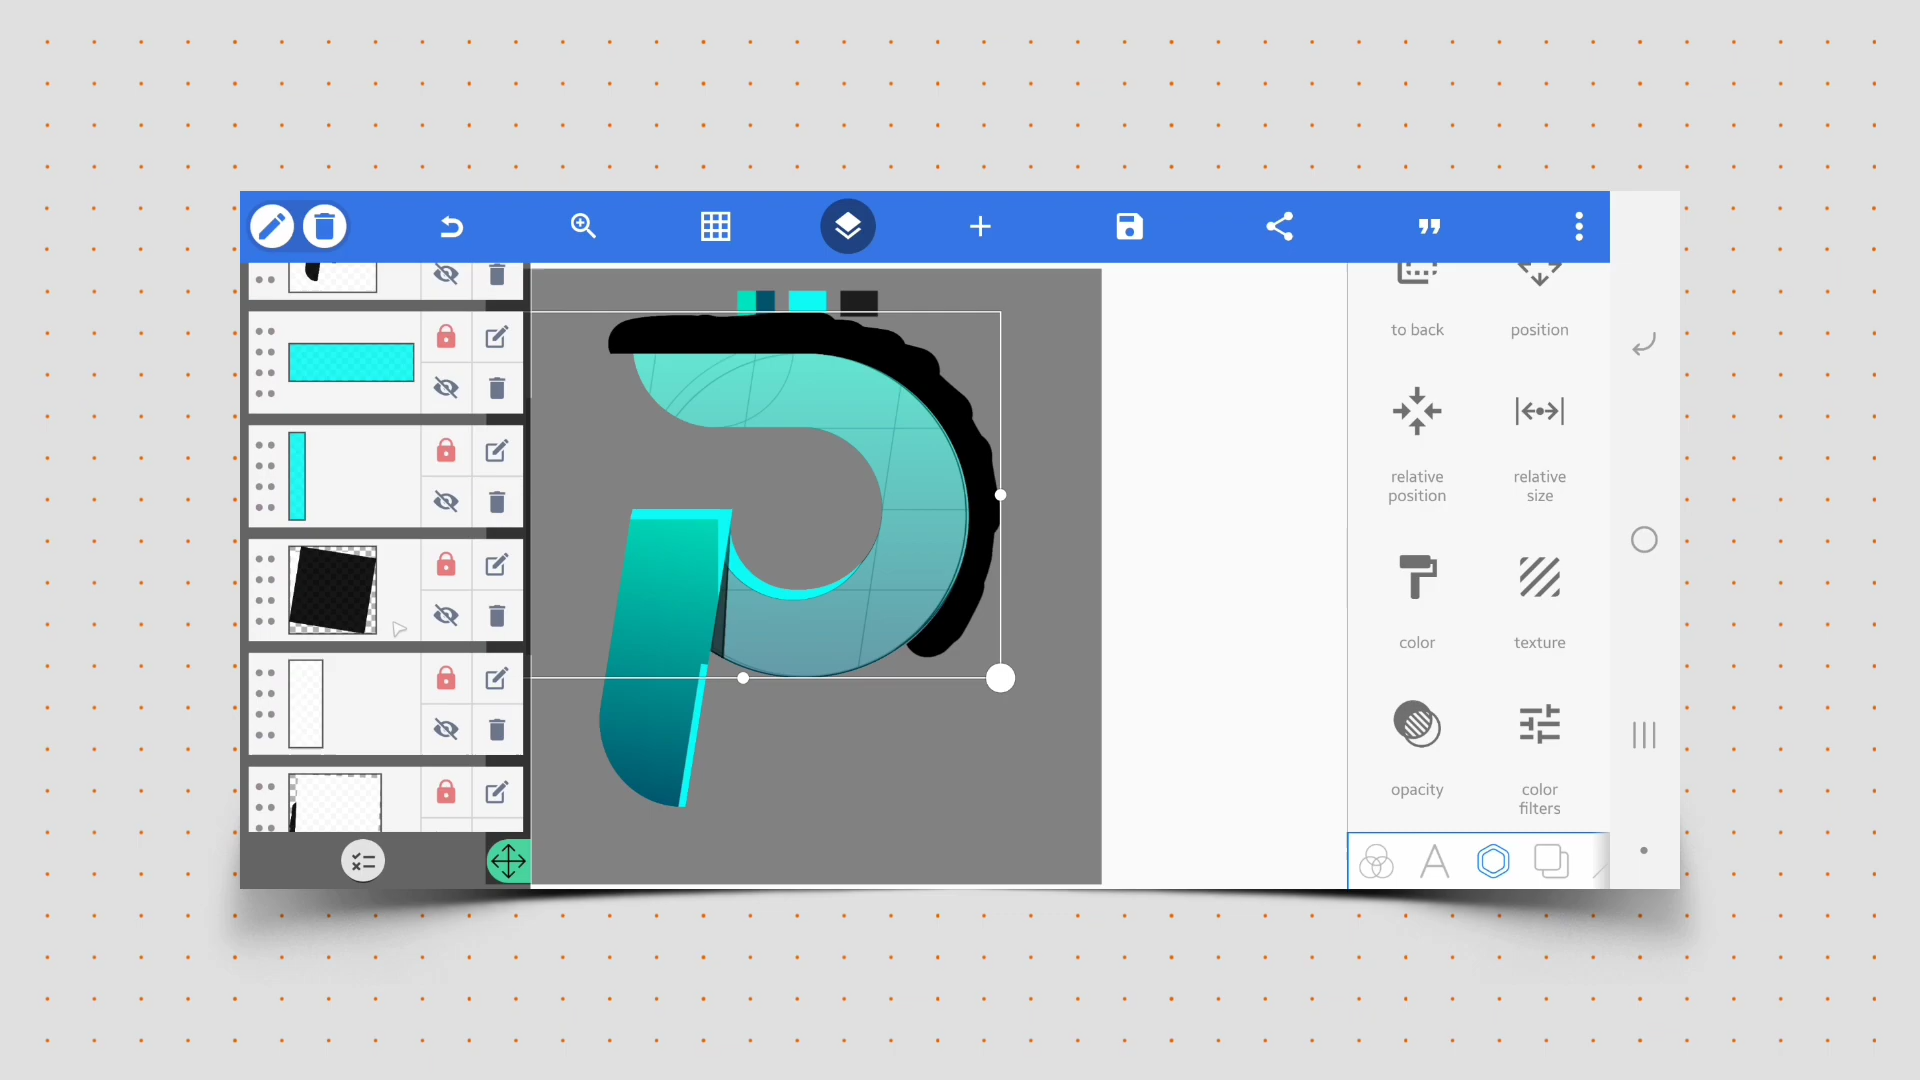 to back
position
relative
position
relative
size
color
texture
opacity
color
filters